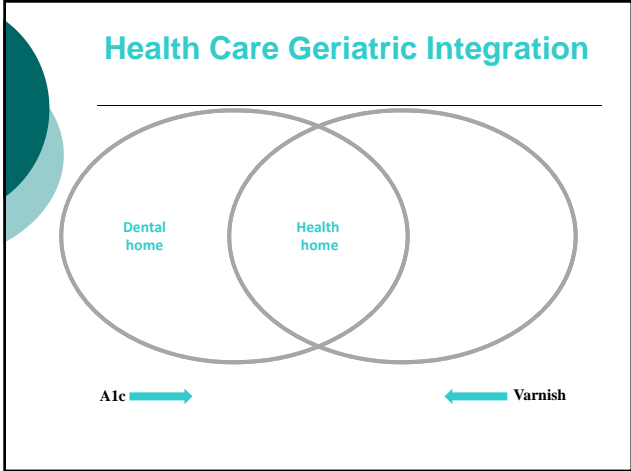 Health Care Geriatric Integration
Dental
home
Health
home
A1c
Varnish